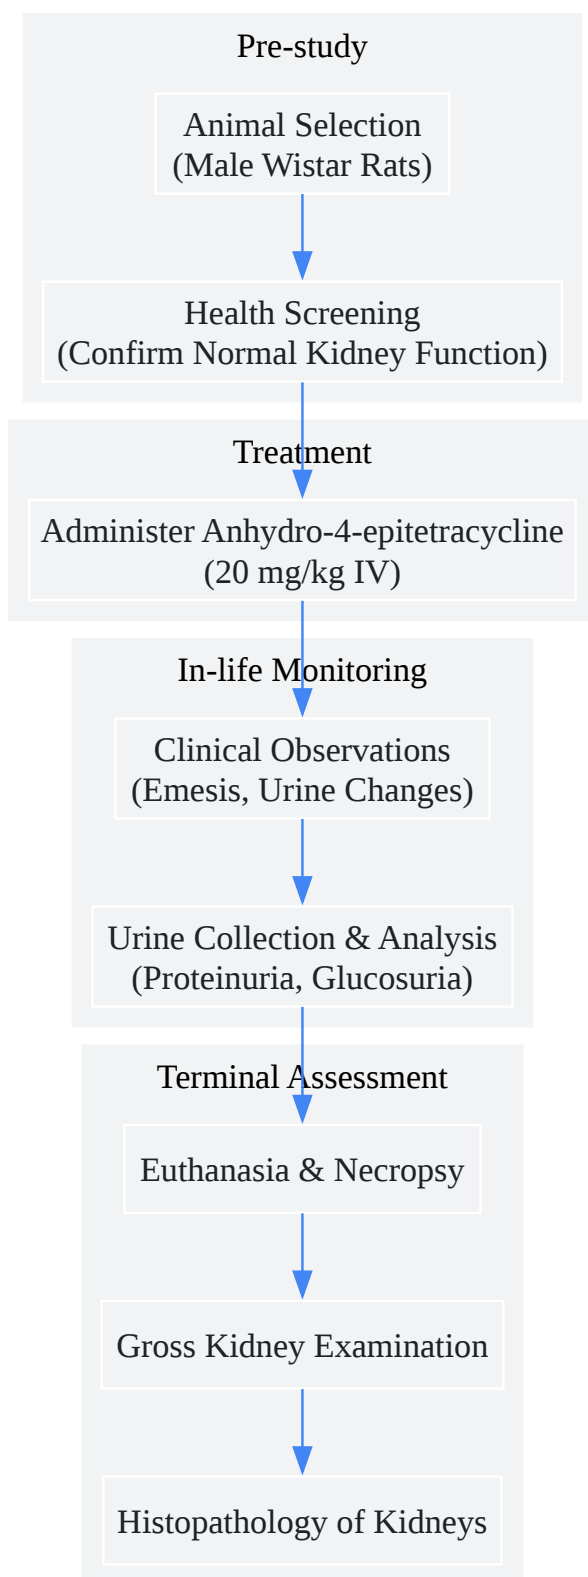 Pre-study
Animal Selection
(Male Wistar Rats)
Health Screening
(Confirm Normal Kidney Function)
Treatment
Administer Anhydro-4-epitetracycline
(20 mg/kg IV)
In-life Monitoring
Clinical Observations
(Emesis, Urine Changes)
Urine Collection & Analysis
(Proteinuria, Glucosuria)
Terminal Assessment
Euthanasia & Necropsy
Gross Kidney Examination
Histopathology of Kidneys